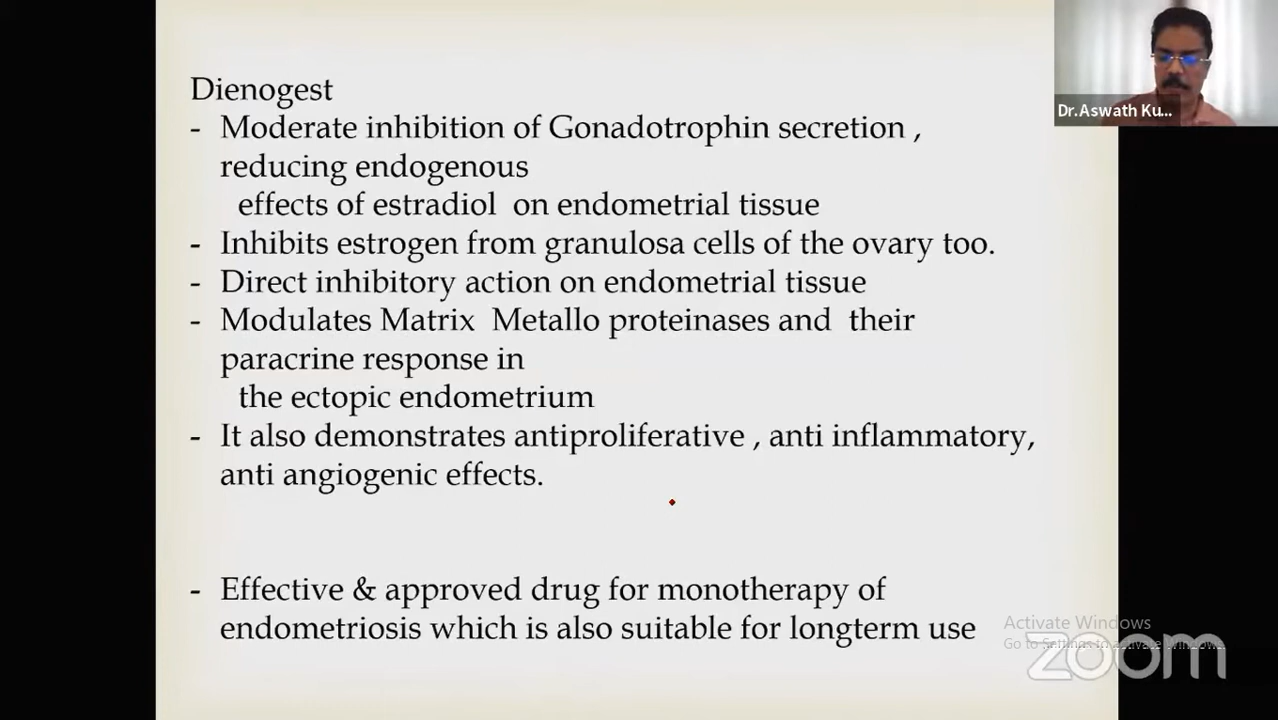 Dienogest
- Moderate inhibition of Gonadotrophin secretion ,
reducing endogenous
effects of estradiol on endometrial tissue
- Inhibits estrogen from granulosa cells of the ovary too.
- Direct inhibitory action on endometrial tissue
- Modulates Matrix Metallo proteinases and their
paracrine response in
the ectopic endometrium
- It also demonstrates antiproliferative , anti inflammatory,
anti angiogenic effects.
- Effective & approved drug for monotherapy of
endometriosis which is also suitable for longterm use
Dr.Aswath Ku...
Activate Windows
Go to Settings to activate Windows.
zoom